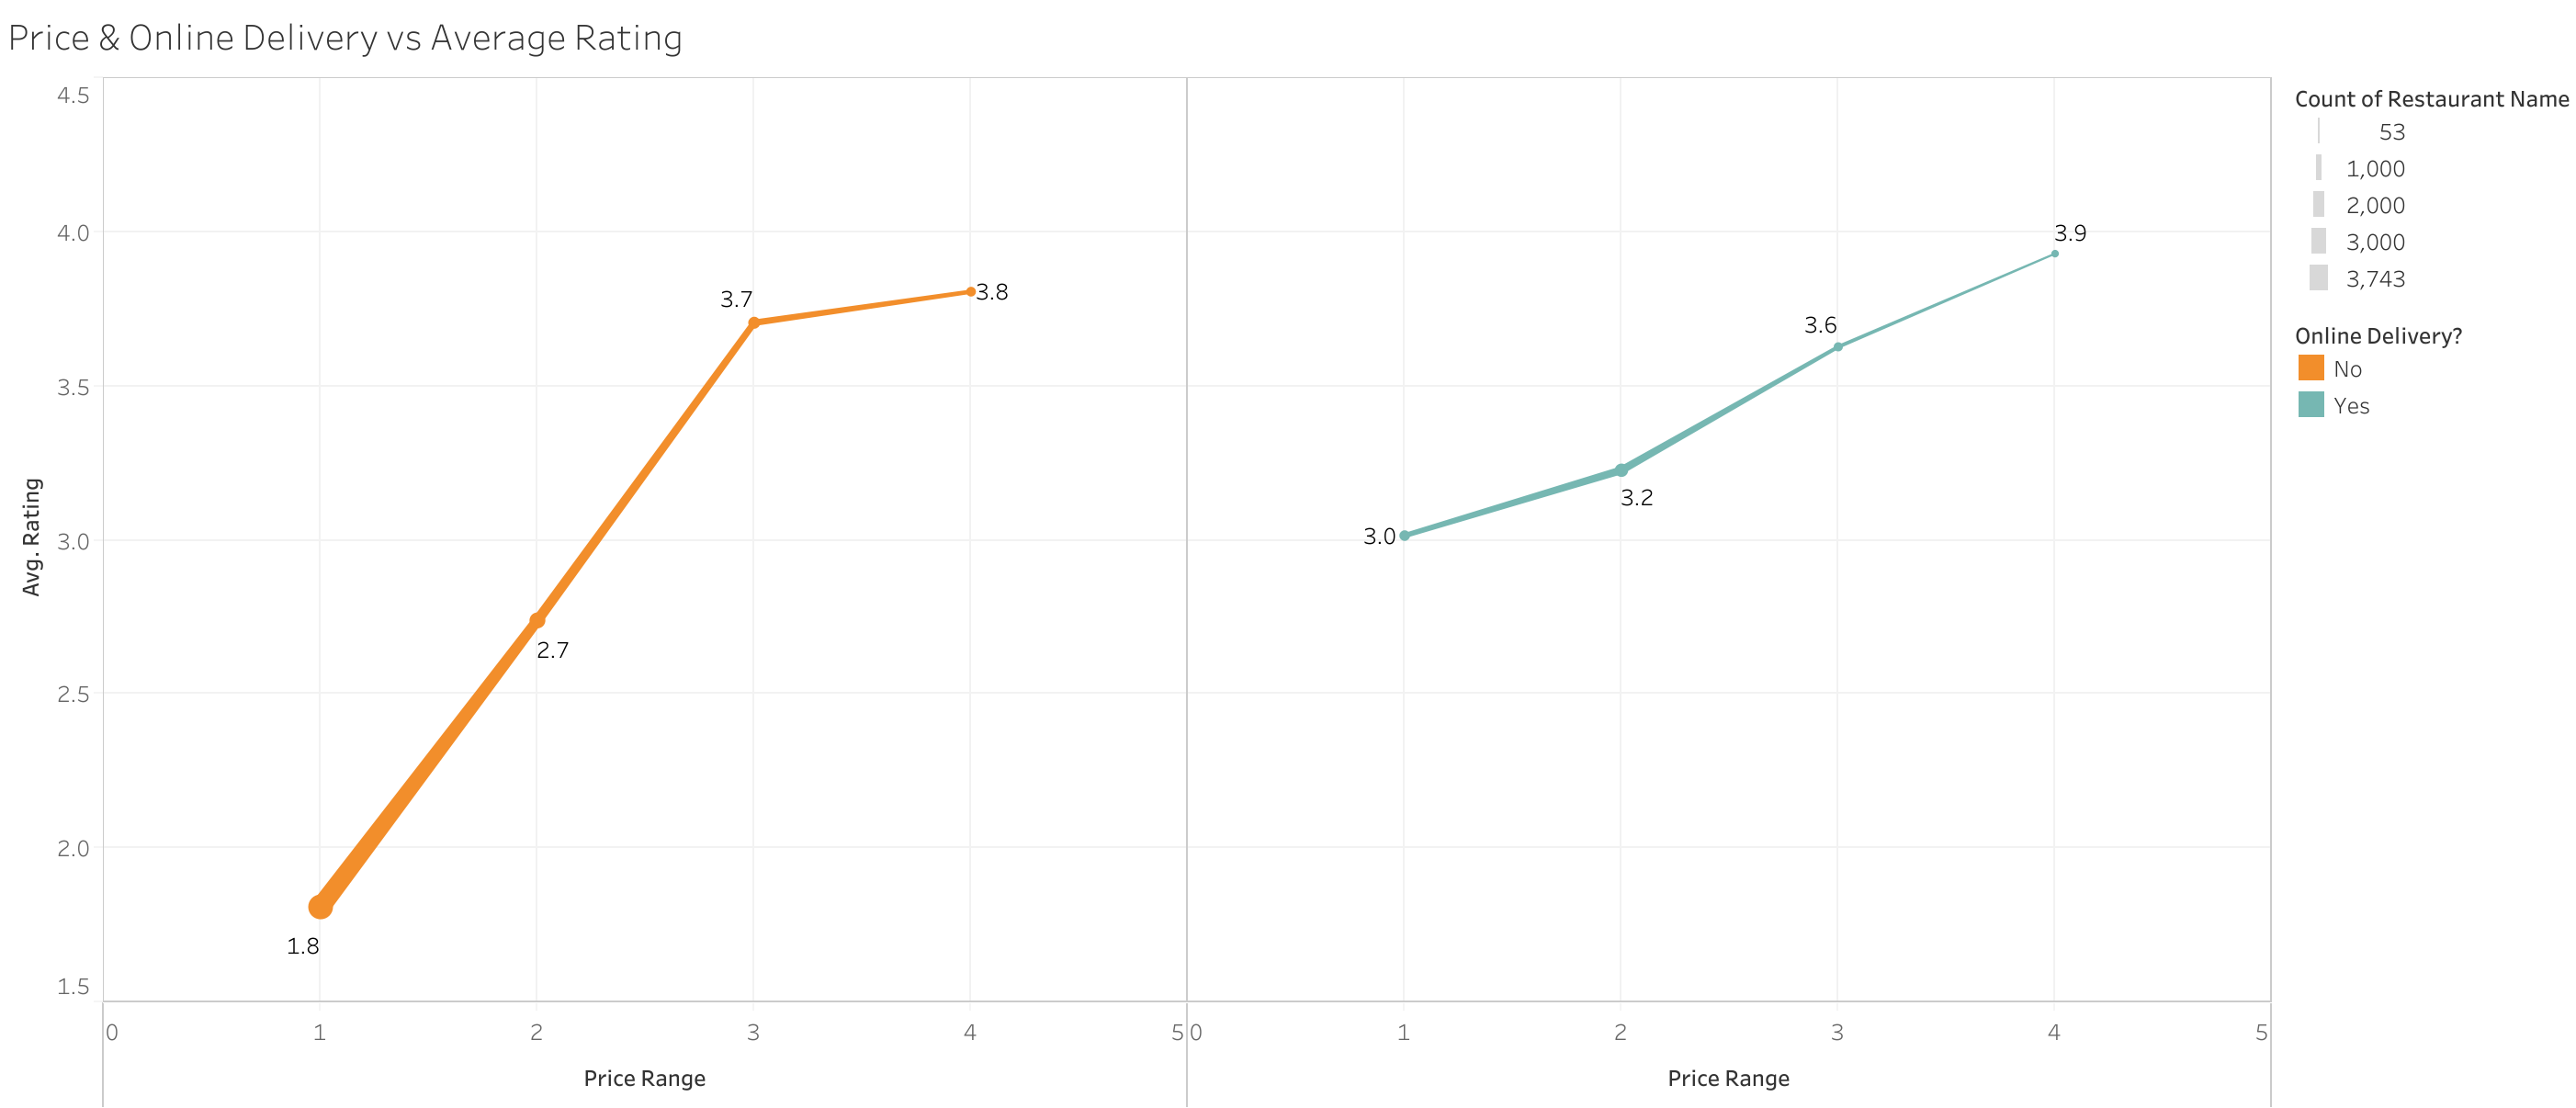 Price & Online Delivery vs Average Rating
4.5
4.0
3.5
3.0
2.5
2.0
1.5
Avg. Rating
1.8
2.7
3.7
3.8
3.0
3.2
3.6
3.9
0 1 2 3 4 5 0 1 2 3 4 5
Price Range Price Range
Count of Restaurant Name
53
1,000
2,000
3,000
3,743
Online Delivery?
No
Yes